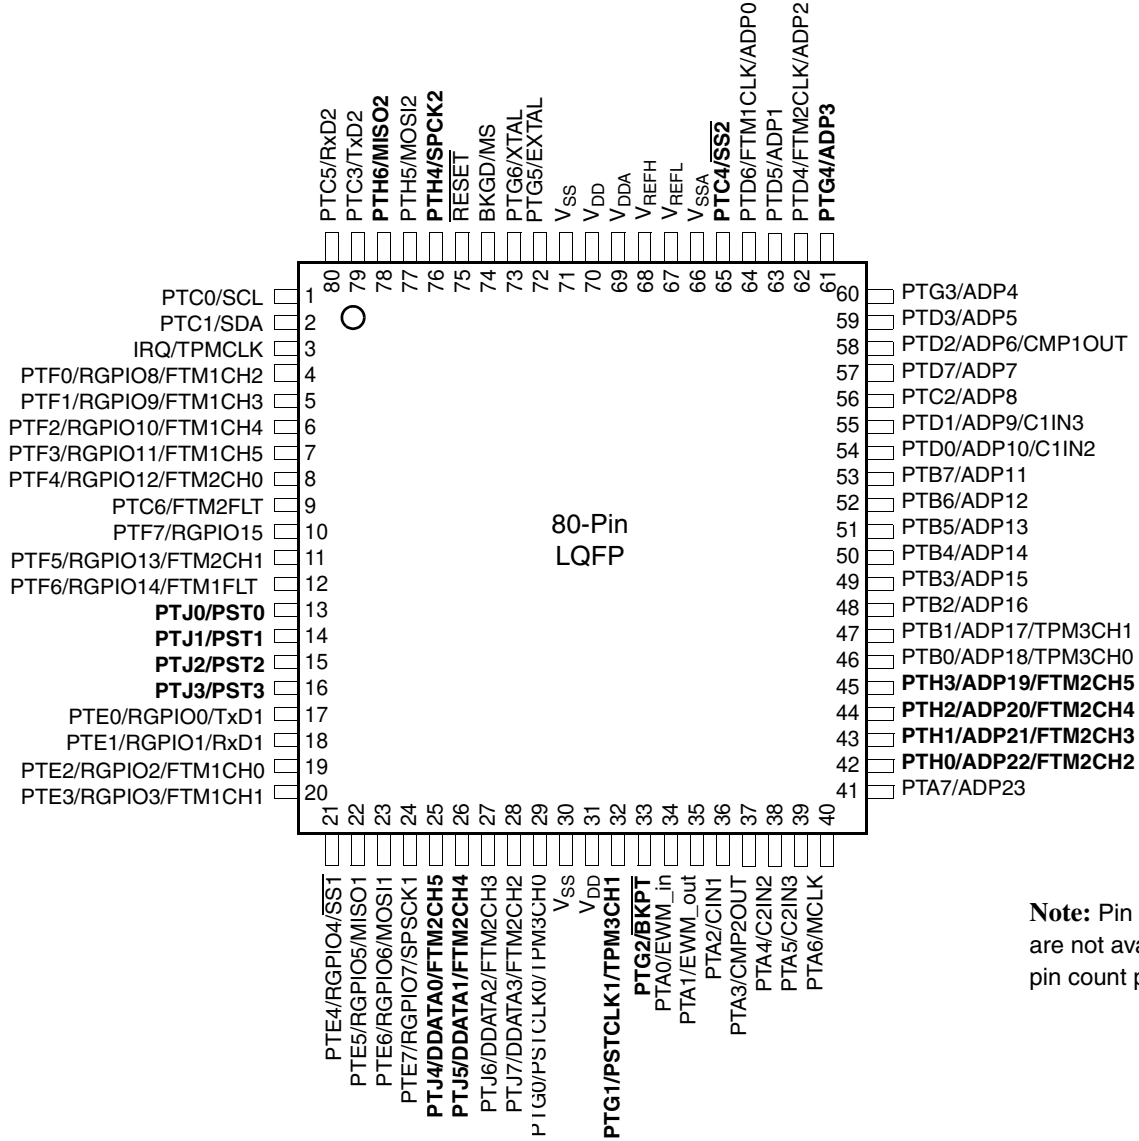 PTC5/RxD2
PTC3/TxD2
PTH6/MISO2
PTH5/MOSI2
PTH4/SPCK2
RESET
BKGD/MS
PTG6/XTAL
PTG5/EXTAL
VSS
VDD
VDDA
VREFH
VREFL
VSSA
PTC4/SS2
PTD6/FTM1CLK/ADP0
PTD5/ADP1
PTD4/FTM2CLK/ADP2
PTG4/ADP3
80
79
78
77
76
75
74
73
72
71
70
69
68
67
66
65
64
63
62
61
PTC0/SCL 1
PTC1/SDA 2
IRQ/TPMCLK 3
PTF0/RGPIO8/FTM1CH2 4
PTF1/RGPIO9/FTM1CH3 5
PTF2/RGPIO10/FTM1CH4 6
PTF3/RGPIO11/FTM1CH5 7
PTF4/RGPIO12/FTM2CH0 8
PTC6/FTM2FLT 9
PTF7/RGPIO15 10
PTF5/RGPIO13/FTM2CH1 11
PTF6/RGPIO14/FTM1FLT 12
PTJ0/PST0 13
PTJ1/PST1 14
PTJ2/PST2 15
PTJ3/PST3 16
PTE0/RGPIO0/TxD1 17
PTE1/RGPIO1/RxD1 18
PTE2/RGPIO2/FTM1CH0 19
PTE3/RGPIO3/FTM1CH1 20
80-Pin
LQFP
60 PTG3/ADP4
59 PTD3/ADP5
58 PTD2/ADP6/CMP1OUT
57 PTD7/ADP7
56 PTC2/ADP8
55 PTD1/ADP9/C1IN3
54 PTD0/ADP10/C1IN2
53 PTB7/ADP11
52 PTB6/ADP12
51 PTB5/ADP13
50 PTB4/ADP14
49 PTB3/ADP15
48 PTB2/ADP16
47 PTB1/ADP17/TPM3CH1
46 PTB0/ADP18/TPM3CH0
45 PTH3/ADP19/FTM2CH5
44 PTH2/ADP20/FTM2CH4
43 PTH1/ADP21/FTM2CH3
42 PTH0/ADP22/FTM2CH2
41 PTA7/ADP23
21
22
23
24
25
26
27
28
29
30
31
32
33
34
35
36
37
38
39
40
PTE4/RGPIO4/SS1
PTE5/RGPIO5/MISO1
PTE6/RGPIO6/MOSI1
PTE7/RGPIO7/SPSCK1
PTJ4/DDATA0/FTM2CH5
PTJ5/DDATA1/FTM2CH4
PTJ6/DDATA2/FTM2CH3
PTJ7/DDATA3/FTM2CH2
PTG0/PSTCLK0/TPM3CH0
VSS
VDD
PTG1/PSTCLK1/TPM3CH1
PTG2/BKPT
PTA0/EWM_in
PTA1/EWM_out
PTA2/CIN1
PTA3/CMP2OUT
PTA4/C2IN2
PTA5/C2IN3
PTA6/MCLK
Note: Pin
are not ava
pin count p